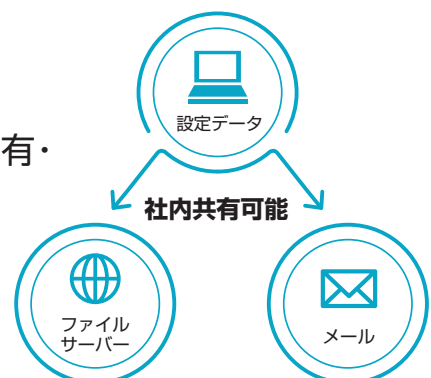 設定データ
有・
社内共有可能
ファイル
サーバー
メール